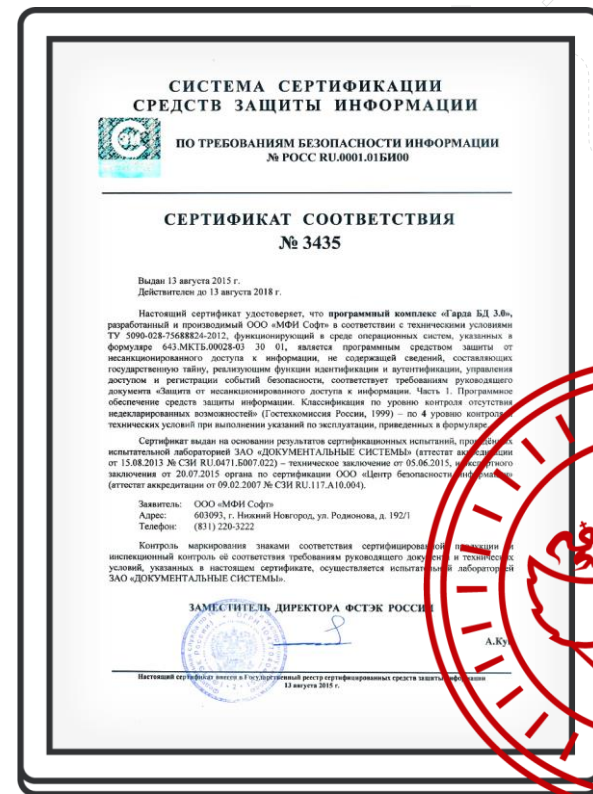 СИСТЕМА СЕРТИФИКАЦИИ
СРЕДСТВ ЗАЩИТЫ ИНФОРМАЦИИ
ПО ТРЕБОВАНИЯМ БЕЗОПАСНОСТИ ИНФОРМАЦИИ
№ РОСС RU.0001.01БИ00
СЕРТИФИКАТ СООТВЕТСТВИЯ
№ 3435
Выдан 13 августа 2015 г.
Действителен до 13 августа 2018 г.
Настоящий сертификат удостоверяет, что программный комплекс «Гарда БД 3.0»,
разработанный и производимый ООО «МФИ Софт» в соответствии с техническими условиями
ТУ 5090-028-75688824-2012, функционирующий в среде операционных систем, указанных в
формуляре 643.МКТБ.00028-03 30 01, является программным средством защиты от
несанкционированного доступа к информации, не содержащей сведений, составляющих
государственную тайну, реализующим функции идентификации и аутентификации, управления
доступом и регистрации событий безопасности, соответствует требованиям руководящего
документа «Защита от несанкционированного доступа к информации. Часть 1. Программное
обеспечение средств защиты информации. Классификация по уровню контроля отсутствия
недекларированных возможностей» (Гостехкомиссия России, 1999) – по 4 уровню контроля и
технических условий при выполнении указаний по эксплуатации, приведенных в формуляре.
Сертификат выдан на основании результатов сертификационных испытаний, проведённых
испытательной лабораторией ЗАО «ДОКУМЕНТАЛЬНЫЕ СИСТЕМЫ» (аттестат аккредитации
от 15.08.2013 № СЗИ RU.0471.Б007.022) – техническое заключение от 05.06.2015, и экспертного
заключения от 20.07.2015 органа по сертификации ООО «Центр безопасности информации»
(аттестат аккредитации от 09.02.2007 № СЗИ RU.117.А10.004).
Заявитель: ООО «МФИ Софт»
Адрес: 603093, г. Нижний Новгород, ул. Родионова, д. 192/1
Телефон: (831) 220-3222
Контроль маркирования знаками соответствия сертифицированной продукции и
инспекционный контроль её соответствия требованиям руководящего документа и технических
условий, указанных в настоящем сертификате, осуществляется испытательной лабораторией
ЗАО «ДОКУМЕНТАЛЬНЫЕ СИСТЕМЫ».
ЗАМЕСТИТЕЛЬ ДИРЕКТОРА ФСТЭК РОССИИ
А.Ку
Настоящий сертификат внесен в Государственный реестр сертифицированных средств защиты информации
13 августа 2015 г.